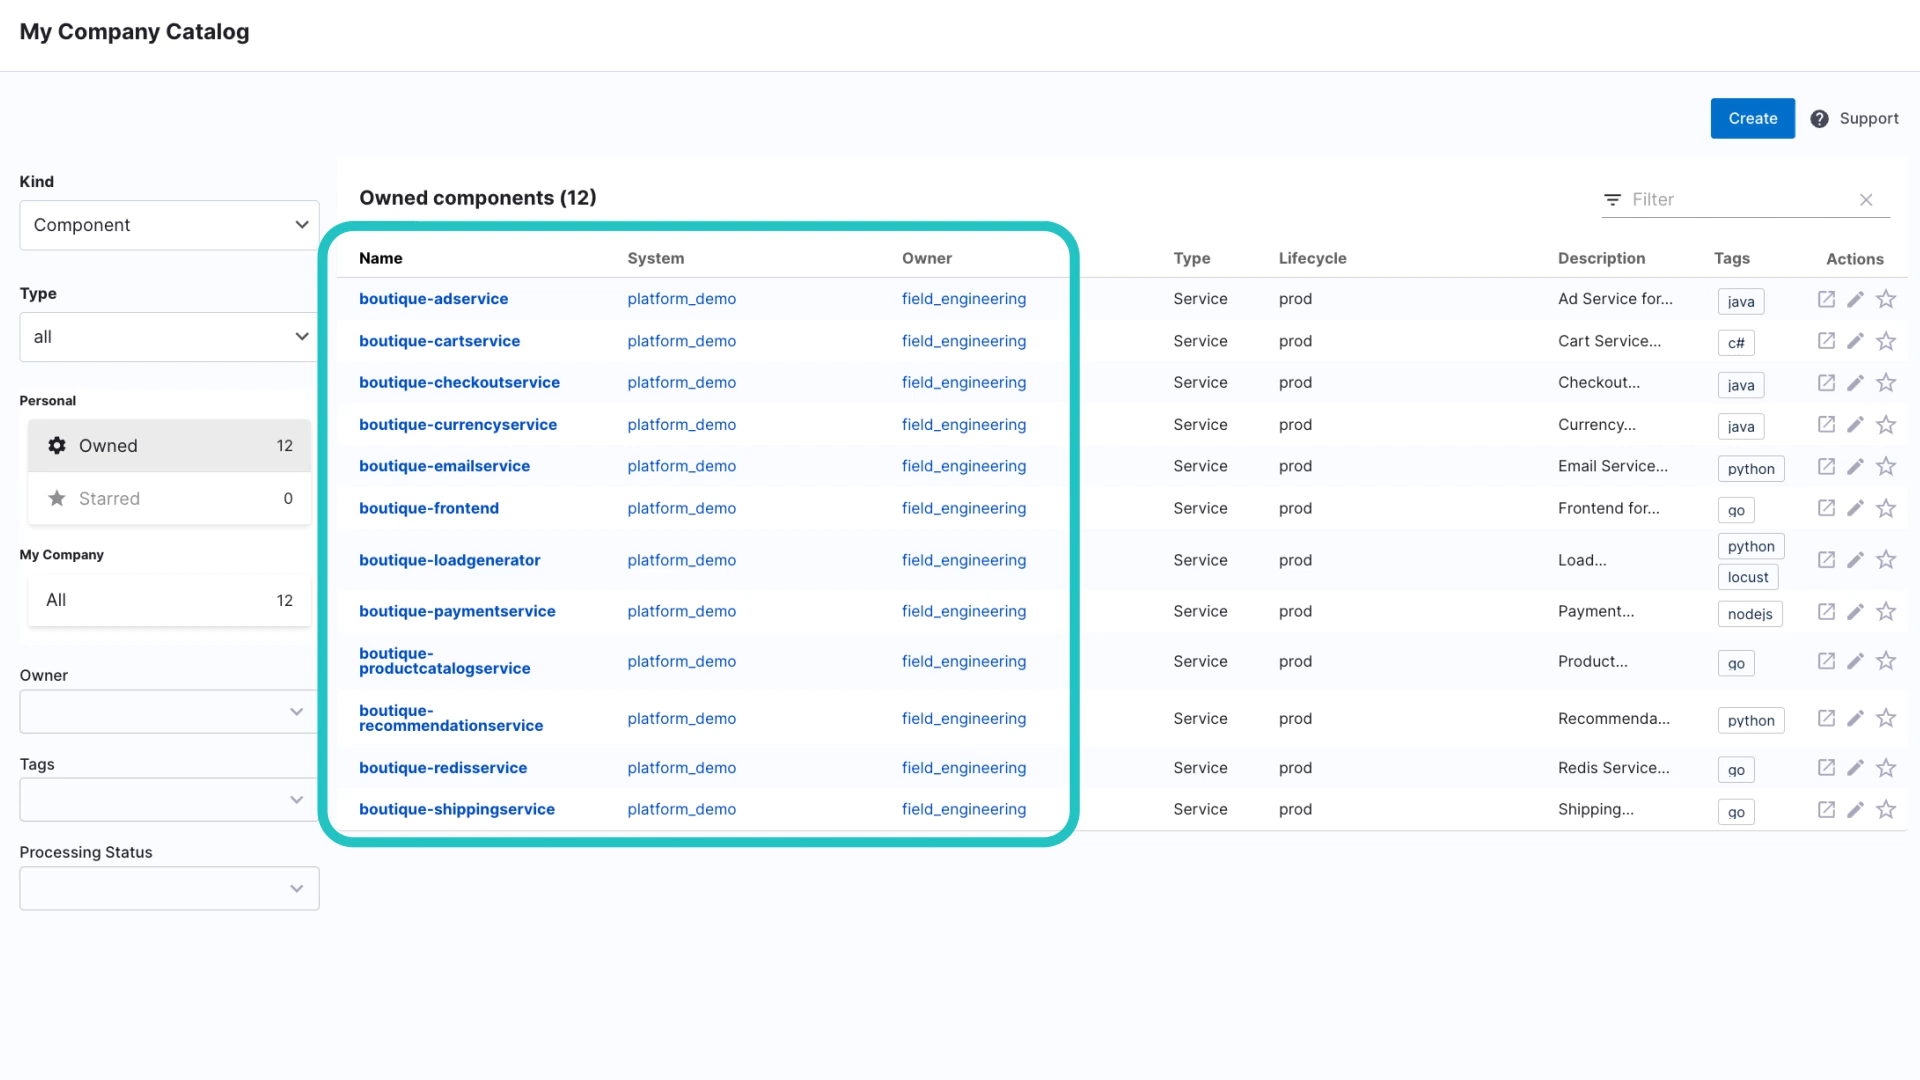 My Company Catalog
Create
Support
Kind
Component
Type
all
Personal
Owned 12
Starred 0
My Company
All 12
Owner
Tags
Processing Status
Owned components (12)
Filter
Name System Owner Type Lifecycle Description Tags Actions
boutique-adservice platform_demo field_engineering Service prod Ad Service for... java
boutique-cartservice platform_demo field_engineering Service prod Cart Service... c#
boutique-checkoutservice platform_demo field_engineering Service prod Checkout... java
boutique-currencyservice platform_demo field_engineering Service prod Currency... java
boutique-emailservice platform_demo field_engineering Service prod Email Service... python
boutique-frontend platform_demo field_engineering Service prod Frontend for... go
boutique-loadgenerator platform_demo field_engineering Service prod Load... python
locust
boutique-paymentservice platform_demo field_engineering Service prod Payment... nodejs
boutique-
productcatalogservice platform_demo field_engineering Service prod Product... go
boutique-
recommendationservice platform_demo field_engineering Service prod Recommenda... python
boutique-redisservice platform_demo field_engineering Service prod Redis Service... go
boutique-shippingservice platform_demo field_engineering Service prod Shipping... go